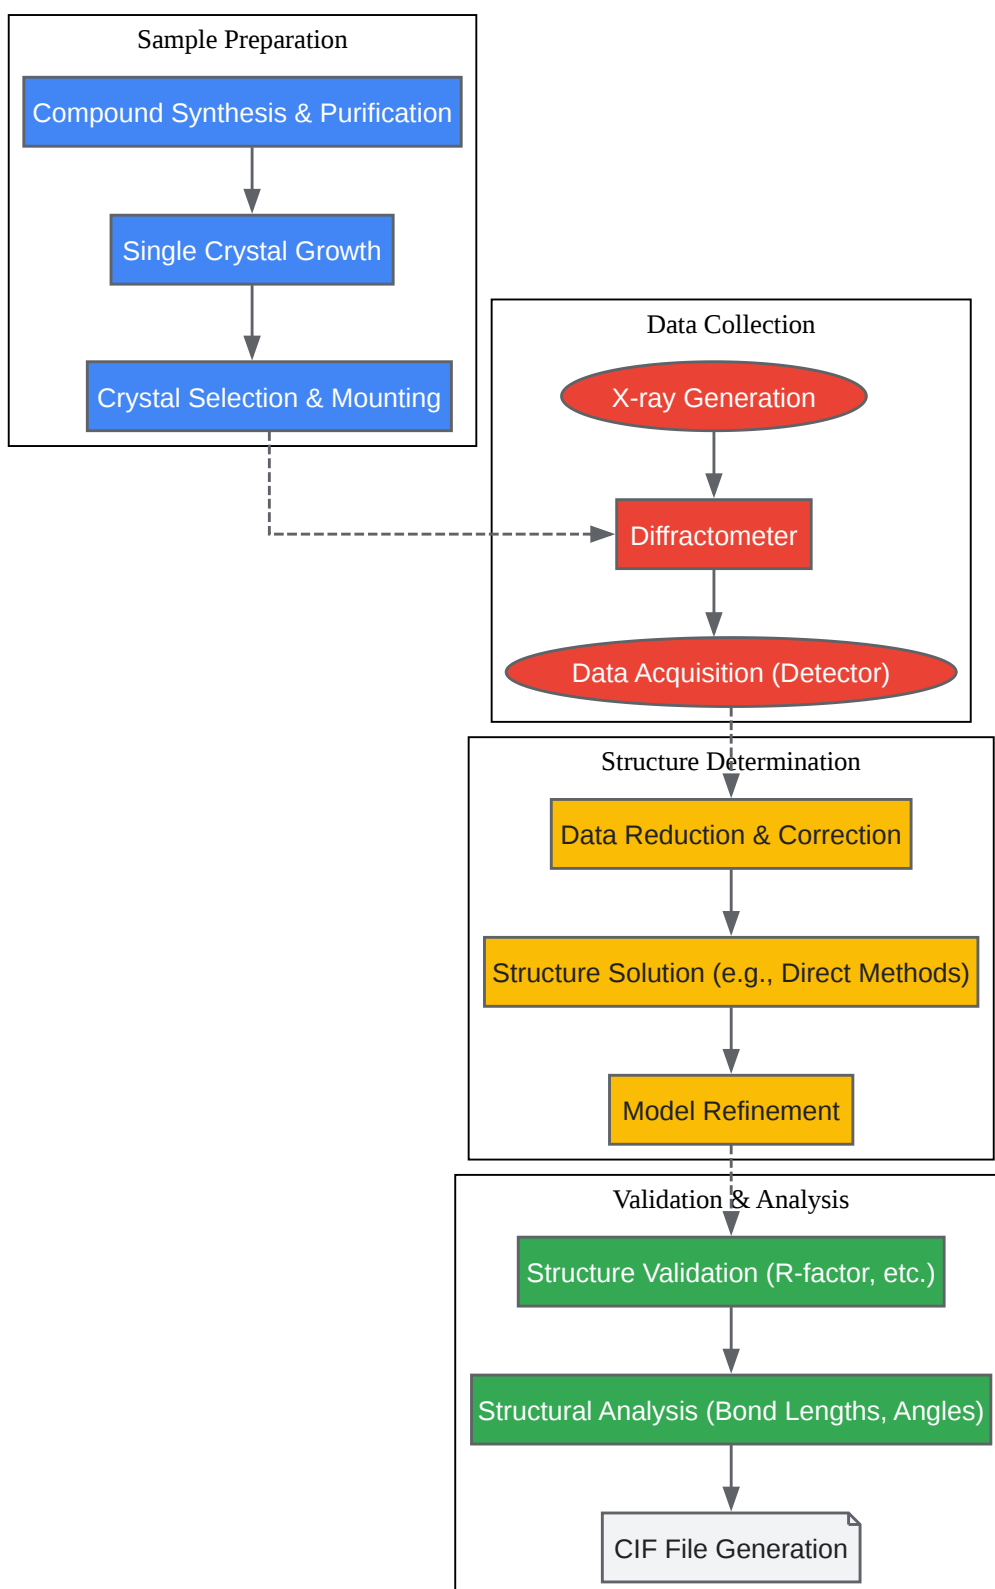 Sample Preparation
Compound Synthesis & Purification
Single Crystal Growth
Crystal Selection & Mounting
Data Collection
X-ray Generation
Diffractometer
Data Acquisition (Detector)
Structure Determination
Data Reduction & Correction
Structure Solution (e.g., Direct Methods)
Model Refinement
Validation & Analysis
Structure Validation (R-factor, etc.)
Structural Analysis (Bond Lengths, Angles)
CIF File Generation